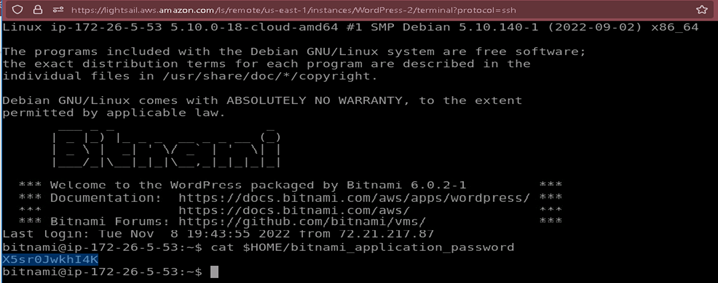 https://lightsail.aws.amazon.com/ls/remote/us-east-1/instances/WordPress-2/terminal?protocol=ssh
Linux ip-172-26-5-53 5.10.0-18-cloud-amd64 #1 SMP Debian 5.10.140-1 (2022-09-02) x86_64
The programs included with the Debian GNU/Linux system are free software;
the exact distribution terms for each program are described in the
individual files in /usr/share/doc/*/copyright.
Debian GNU/Linux comes with ABSOLUTELY NO WARRANTY, to the extent
permitted by applicable law.
Bitnami
*** Welcome to the WordPress packaged by Bitnami 6.0.2-1 ***
*** Documentation: https://docs.bitnami.com/aws/apps/wordpress/ ***
*** https://docs.bitnami.com/aws/ ***
*** Bitnami Forums: https://github.com/bitnami/vms/ ***
Last login: Tue Nov 8 19:43:55 2022 from 72.21.217.87
bitnami@ip-172-26-5-53:~$ cat $HOME/bitnami_application_password
X5sr0JwkhI4K
bitnami@ip-172-26-5-53:~$